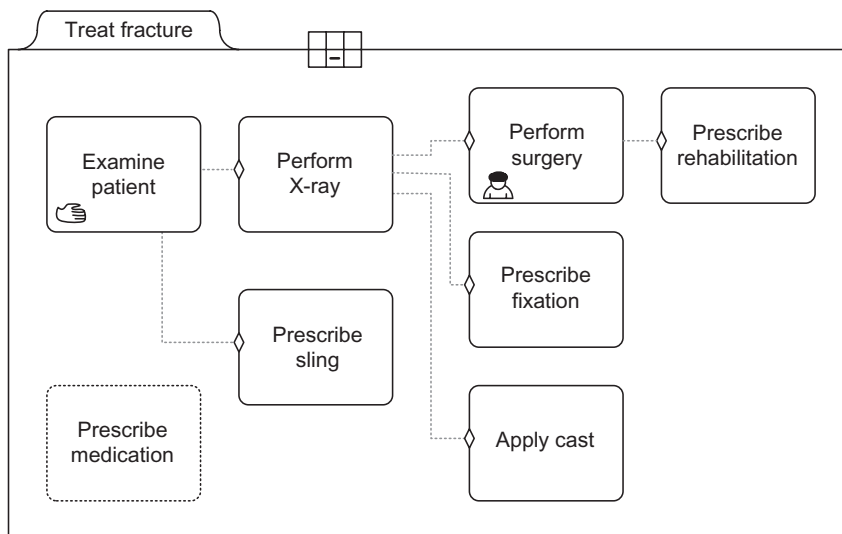 Treat fracture
Examine
patient
Perform
X-ray
Perform
surgery
Prescribe
rehabilitation
Prescribe
fixation
Prescribe
sling
Prescribe
medication
Apply cast